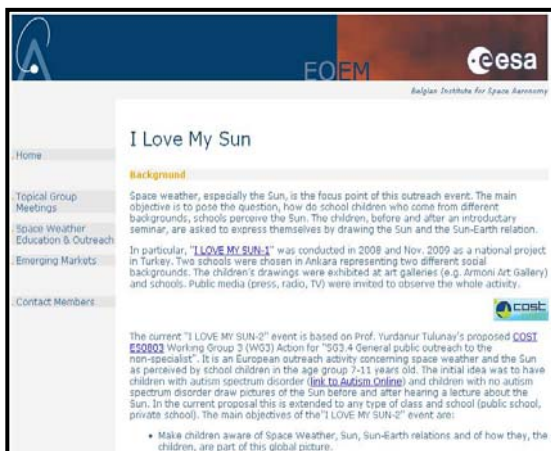 EOEM
esa
Belgian Institute for Space Aeronomy
I Love My Sun
Home
Topical Group
Meetings
Space Weather
Education & Outreach
Emerging Markets
Contact Members
Background
Space weather, especially the Sun, is the focus point of this outreach event. The main
objective is to pose the question, how do school children who come from different
backgrounds, schools perceive the Sun. The children, before and after an introductary
seminar, are asked to express themselves by drawing the Sun and the Sun-Earth relation.
In particular, "I LOVE MY SUN-1" was conducted in 2008 and Nov. 2009 as a national project
in Turkey. Two schools were chosen in Ankara representing two different social
backgrounds. The children's drawings were exhibited at art galleries (e.g. Armoni Art Gallery)
and schools. Public media (press, radio, TV) were invited to observe the whole activity.
cost
The current "I LOVE MY SUN-2" event is based on Prof. Yurdanur Tulunay's proposed COST
ES0803 Working Group 3 (WG3) Action for "SG3.4 General public outreach to the
non-specialist". It is an European outreach activity concerning space weather and the Sun
as perceived by school children in the age group 7-11 years old. The initial idea was to have
children with autism spectrum disorder (link to Autism Online) and children with no autism
spectrum disorder draw pictures of the Sun before and after hearing a lecture about the
Sun. In the current proposal this is extended to any type of class and school (public school,
private school). The main objectives of the"I LOVE MY SUN-2" event are:
• Make children aware of Space Weather, Sun, Sun-Earth relations and of how they, the
children, are part of this global picture.